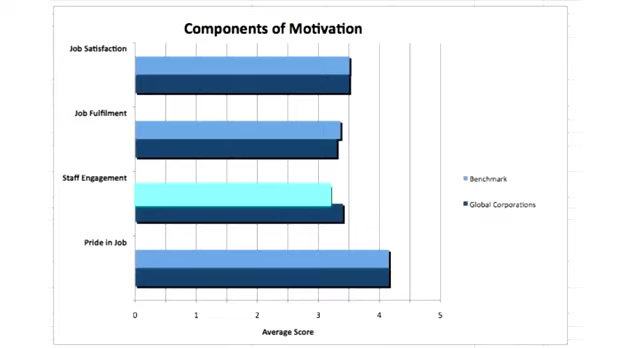 Components of Motivation
Job Satisfaction
Job Fulfilment
Staff Engagement
Benchmark
Global Corporations
Pride in Job
0 1 2 3 4 5
Average Score